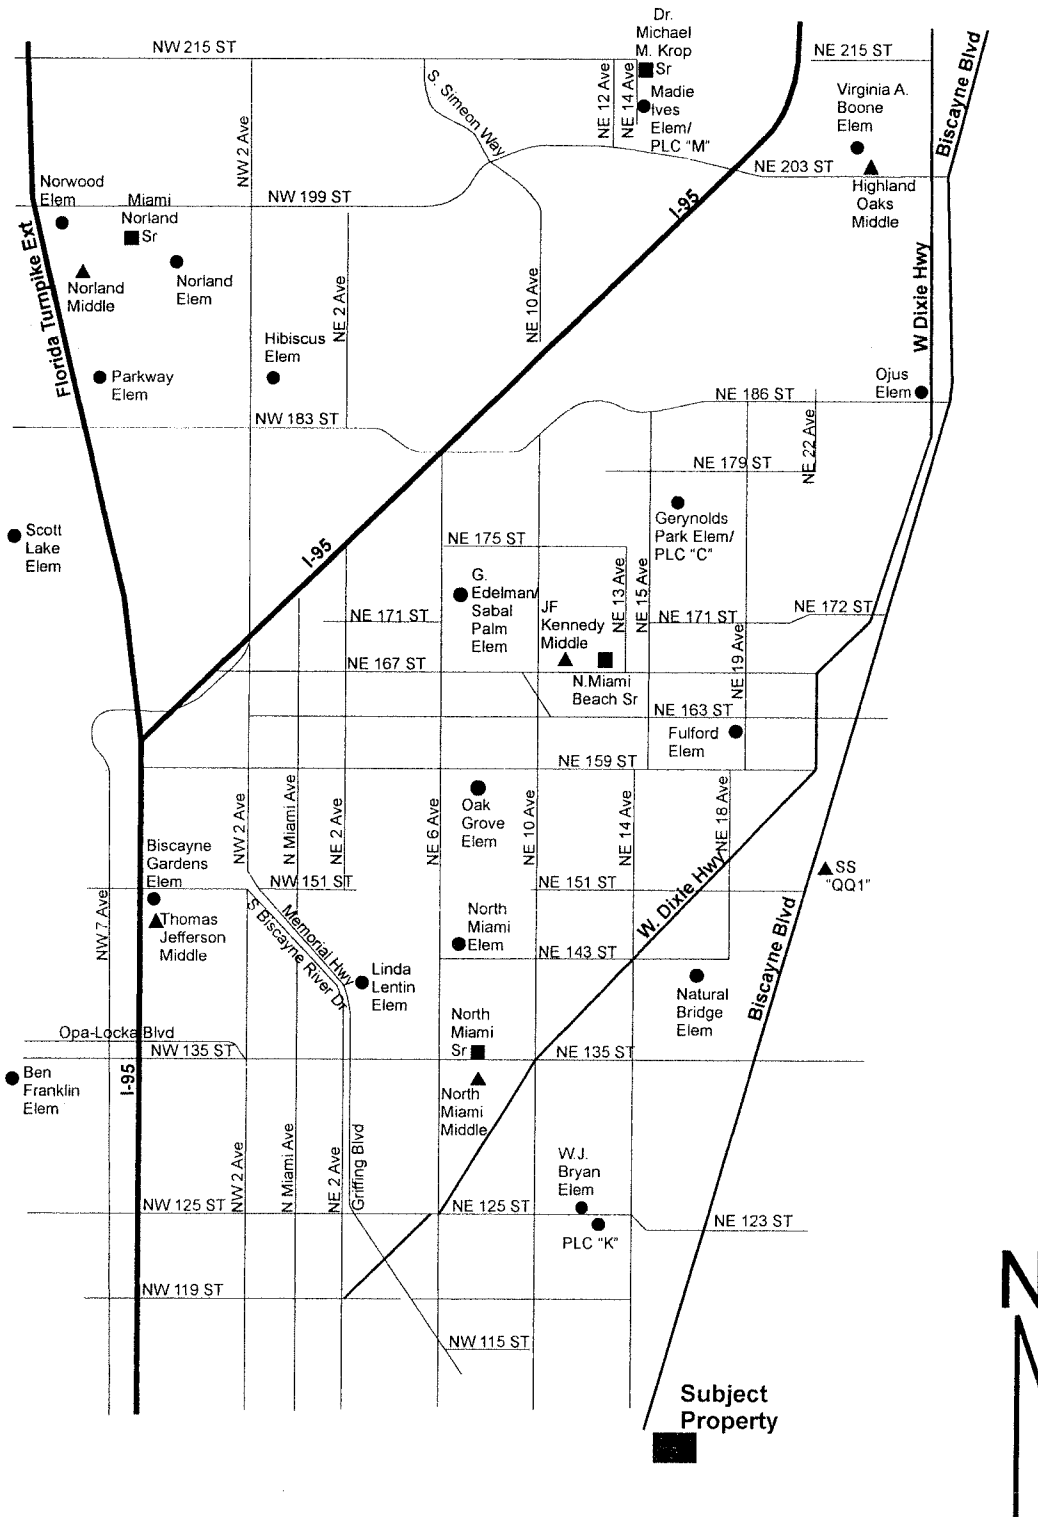 Dr.
Michael
M. Krop
Sr
NW 215 ST
NE 215 ST
Biscayne Blvd
S. Simeon Way
NE 12 Ave
NE 14 Ave
Madie
Ives
Elem/
PLC "M"
Virginia A.
Boone
Elem
NW 2 Ave
NE 203 ST
Highland
Oaks
Middle
Norwood
Elem
Miami
Norland
Sr
NW 199 ST
I-95
Florida Turnpike Ext
Norland
Middle
Norland
Elem
NE 2 Ave
NE 10 Ave
W Dixie Hwy
Hibiscus
Elem
Parkway
Elem
Ojus
Elem
NE 186 ST
NW 183 ST
NE 22 Ave
NE 179 ST
Gerynolds
Park Elem/
PLC "C"
Scott
Lake
Elem
I-95
NE 175 ST
G.
Edelman/
Sabal
Palm
Elem
NE 13 Ave
NE 15 Ave
JF
Kennedy
Middle
NE 171 ST
NE 171 ST
NE 172 ST
NE 19 Ave
NE 167 ST
N.Miami
Beach Sr
NE 163 ST
Fulford
Elem
NE 159 ST
NW 2 Ave
N Miami Ave
NE 2 Ave
NE 6 Ave
Oak
Grove
Elem
NE 10 Ave
NE 14 Ave
NE 18 Ave
Biscayne
Gardens
Elem
SS
"QQ1"
NW 151 ST
NE 151 ST
NW 7 Ave
Thomas
Jefferson
Middle
Memorial Hwy
S Biscayne River Dr
W. Dixie Hwy
Biscayne Blvd
North
Miami
Elem
NE 143 ST
Linda
Lentin
Elem
Natural
Bridge
Elem
North
Miami
Sr
Opa-Locka Blvd
NW 135 ST
NE 135 ST
Ben
Franklin
Elem
I-95
North
Miami
Middle
NW 2 Ave
N Miami Ave
NE 2 Ave
Griffing Blvd
W.J.
Bryan
Elem
NW 125 ST
NE 125 ST
NE 123 ST
PLC "K"
NW 119 ST
NW 115 ST
Subject
Property
N